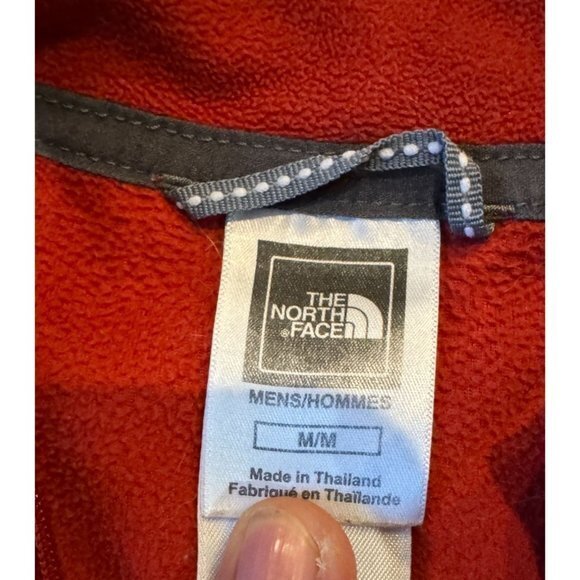 THE
NORTH
®FACE
MENS/HOMMES
M/M
Made in Thailand
Fabriqué en Thaïlande